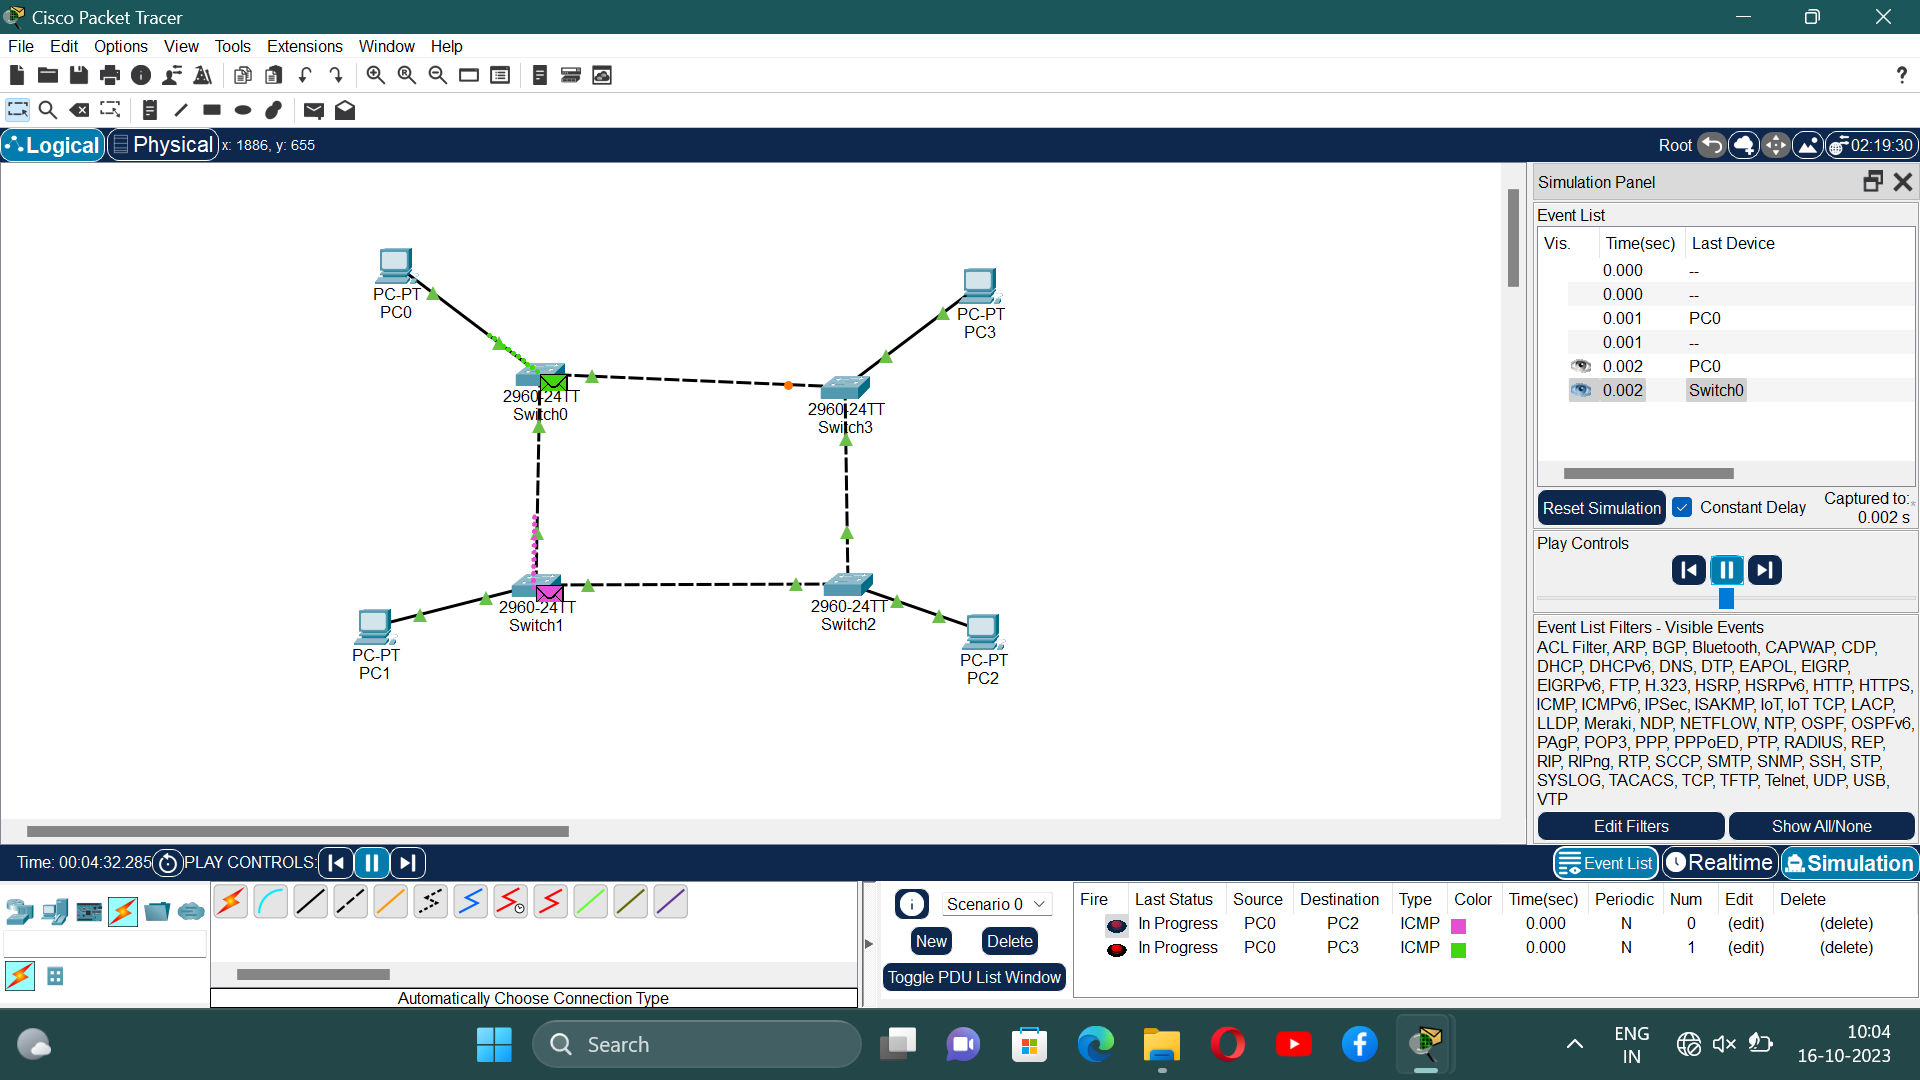 Cisco Packet Tracer
File Edit Options View Tools Extensions Window Help
?
Logical Physical x: 1886, y: 655 Root 02:19:30
Simulation Panel
Event List
Vis. Time(sec) Last Device
0.000 --
0.000 --
0.001 PC0
0.001 --
0.002 PC0
0.002 Switch0
Reset Simulation Constant Delay Captured to:
0.002 s
Play Controls
Event List Filters - Visible Events
ACL Filter, ARP, BGP, Bluetooth, CAPWAP, CDP,
DHCP, DHCPv6, DNS, DTP, EAPOL, EIGRP,
EIGRPv6, FTP, H.323, HSRP, HSRPv6, HTTP, HTTPS,
ICMP, ICMPv6, IPSec, ISAKMP, IoT, IoT TCP, LACP,
LLDP, Meraki, NDP, NETFLOW, NTP, OSPF, OSPFv6,
PAgP, POP3, PPP, PPPoED, PTP, RADIUS, REP,
RIP, RIPng, RTP, SCCP, SMTP, SNMP, SSH, STP,
SYSLOG, TACACS, TCP, TFTP, Telnet, UDP, USB,
VTP
Edit Filters Show All/None
PC-PT
PC0
PC-PT
PC3
2960-24TT
Switch0
2960-24TT
Switch3
2960-24TT
Switch1
2960-24TT
Switch2
PC-PT
PC1
PC-PT
PC2
Time: 00:04:32.285 PLAY CONTROLS: Event List Realtime Simulation
Scenario 0
New Delete
Toggle PDU List Window
Fire Last Status Source Destination Type Color Time(sec) Periodic Num Edit Delete
In Progress PC0 PC2 ICMP 0.000 N 0 (edit) (delete)
In Progress PC0 PC3 ICMP 0.000 N 1 (edit) (delete)
Automatically Choose Connection Type
Search
ENG
IN
10:04
16-10-2023